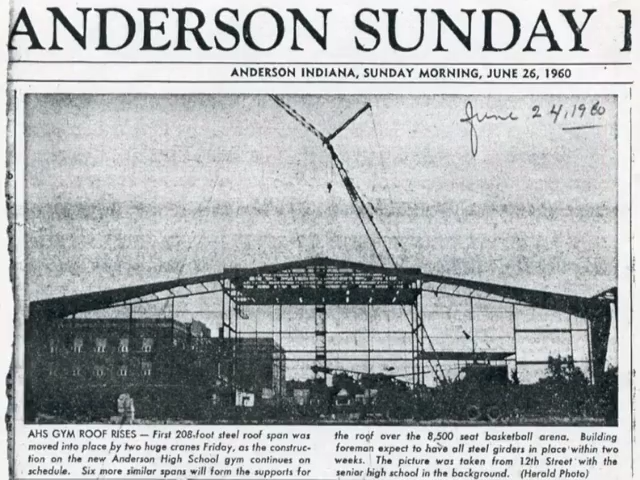 ANDERSON SUNDAY
ANDERSON INDIANA, SUNDAY MORNING, JUNE 26, 1960
June 24, 1960
AHS GYM ROOF RISES — First 208-foot steel roof span was
moved into place by two huge cranes Friday, as the construc-
tion on the new Anderson High School gym continues on
schedule. Six more similar spans will form the supports for
the roof over the 8,500 seat basketball arena. Building
foreman expect to have all steel girders in place within two
weeks. The picture was taken from 12th Street with the
senior high school in the background. (Herald Photo)